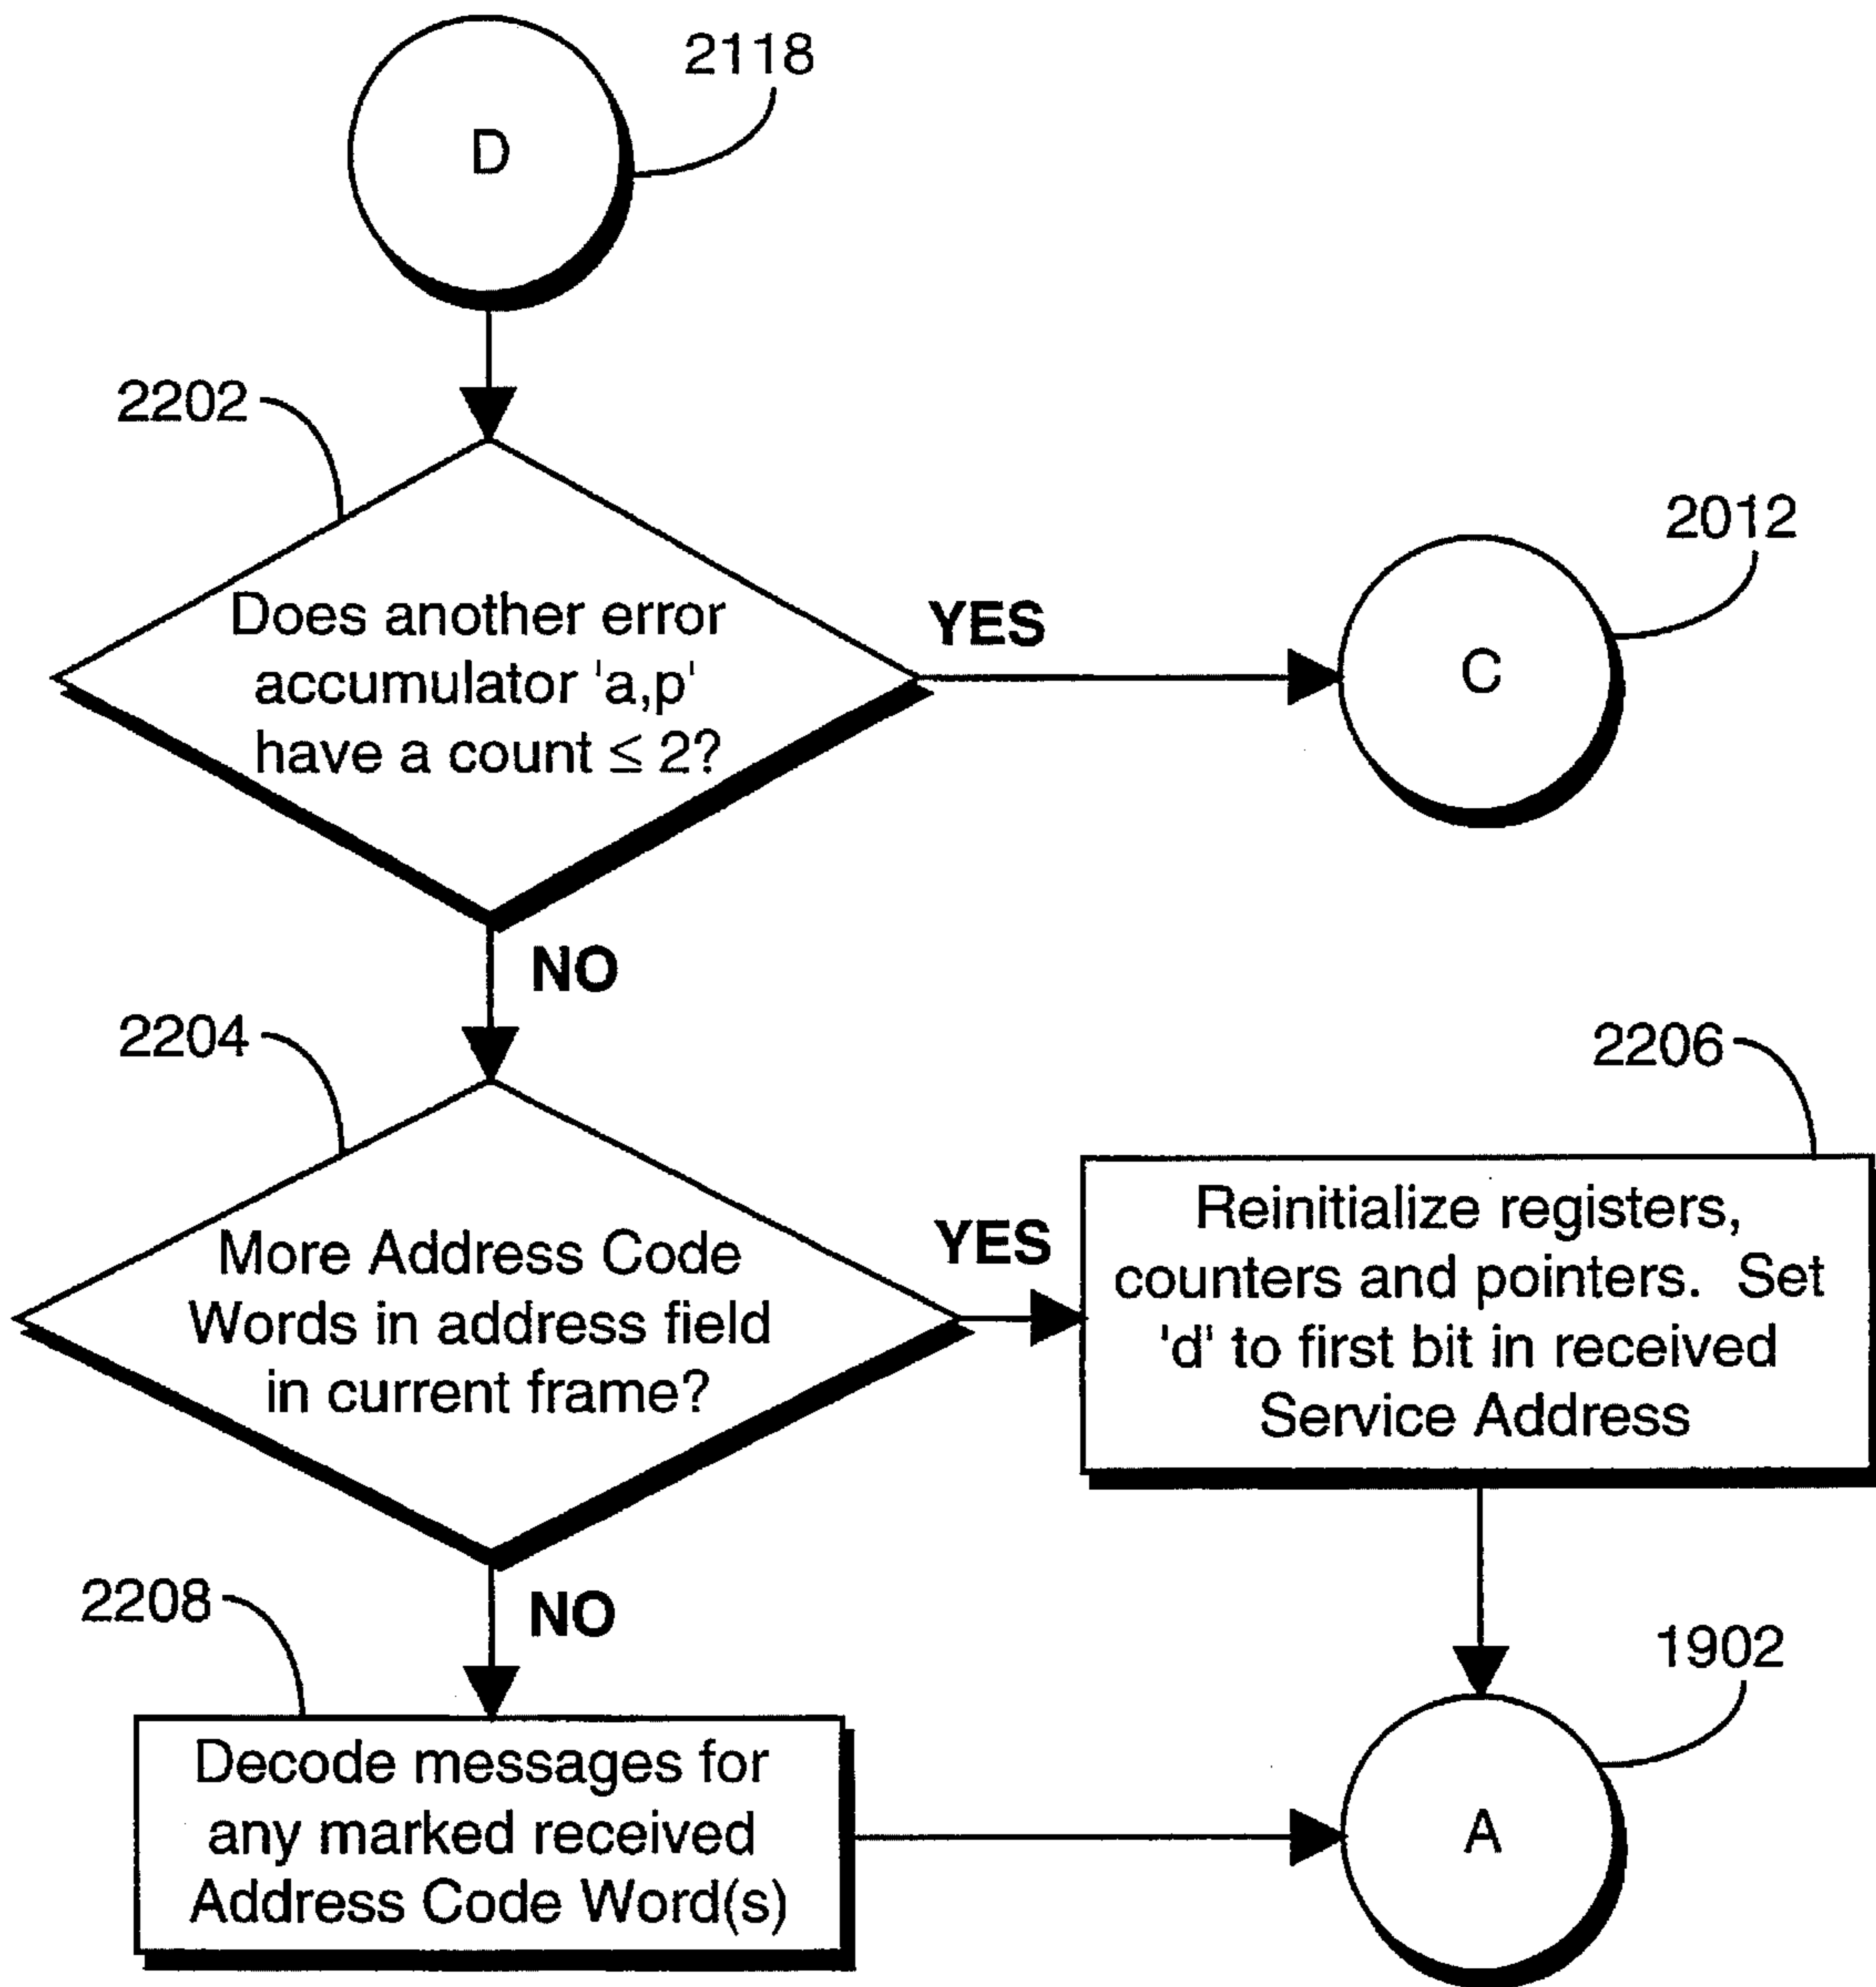 2118
D
2202
Does another error
accumulator 'a,p'
have a count ≤ 2?
YES
2012
C
NO
2204
More Address Code
Words in address field
in current frame?
YES
2206
Reinitialize registers,
counters and pointers. Set
'd' to first bit in received
Service Address
NO
2208
Decode messages for
any marked received
Address Code Word(s)
1902
A